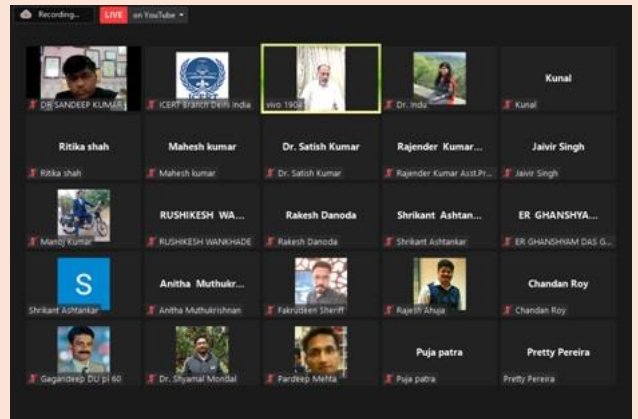 Recording...
LIVE on YouTube
DR SANDEEP KUMAR
ICERT Branch Delhi India
vivo 1904
Dr. Indu
Kunal
Kunal
Ritika shah
Mahesh kumar
Dr. Satish Kumar
Rajender Kumar...
Jaivir Singh
Ritika shah
Mahesh kumar
Dr. Satish Kumar
Rajender Kumar Asst.Pr...
Jaivir Singh
RUSHIKESH WA...
Rakesh Danoda
Shrikant Ashtan...
ER GHANSHYA...
Manoj Kumar
RUSHIKESH WANKHADE
Rakesh Danoda
Shrikant Ashtankar
ER GHANSHYAM DAS G...
S
Anitha Muthukr...
Chandan Roy
Shrikant Ashtankar
Anitha Muthukrishnan
Fakrudeen Sheriff
Rajesh Ahuja
Chandan Roy
Puja patra
Pretty Pereira
Gagandeep DU pi 60
Dr. Shyamal Mondal
Pardeep Mehta
Puja patra
Pretty Pereira